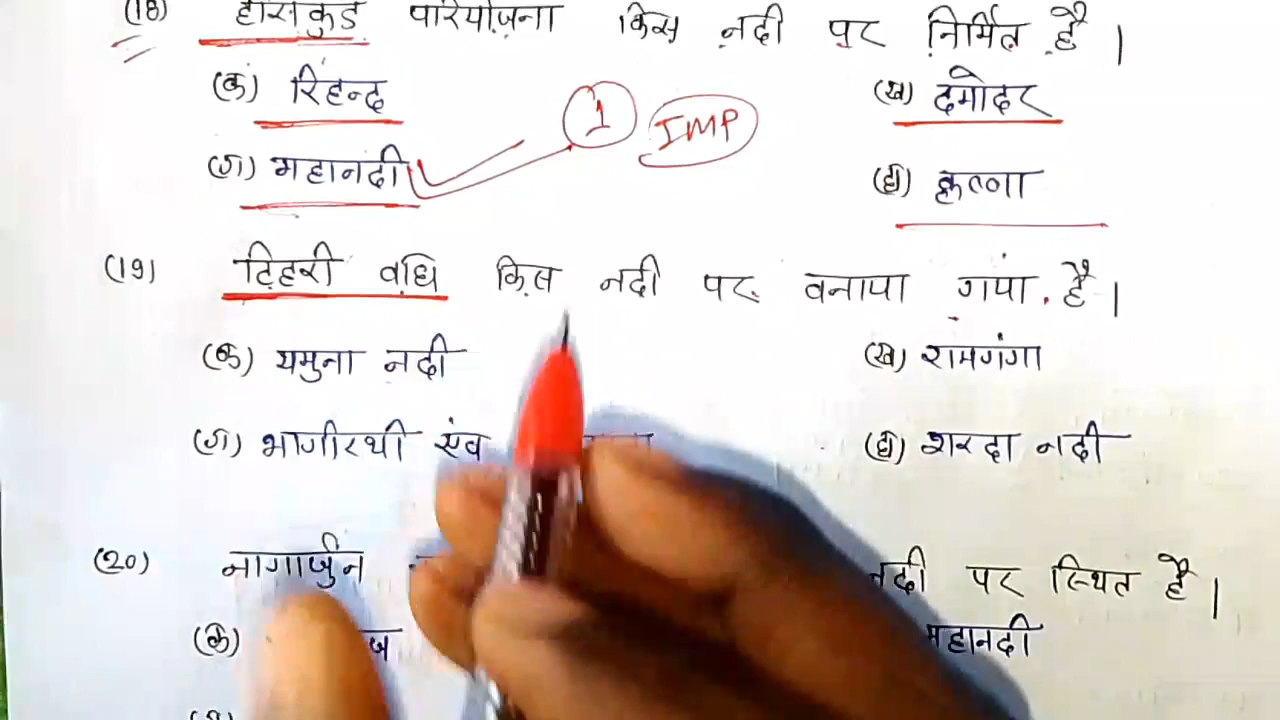 (18) हीराकुंड परियोजना किस नदी पर निर्मित है।
(क) रिहन्द (ख) दमोदर
1 IMP
(ग) महानदी (घ) कृष्णा
(19) टिहरी बांध किस नदी पर बनाया गया है।
(क) यमुना नदी (ख) रामगंगा
(ग) भागीरथी एंव (घ) शरदा नदी
(20) नागार्जुन नदी पर स्थित है।
(क) महानदी